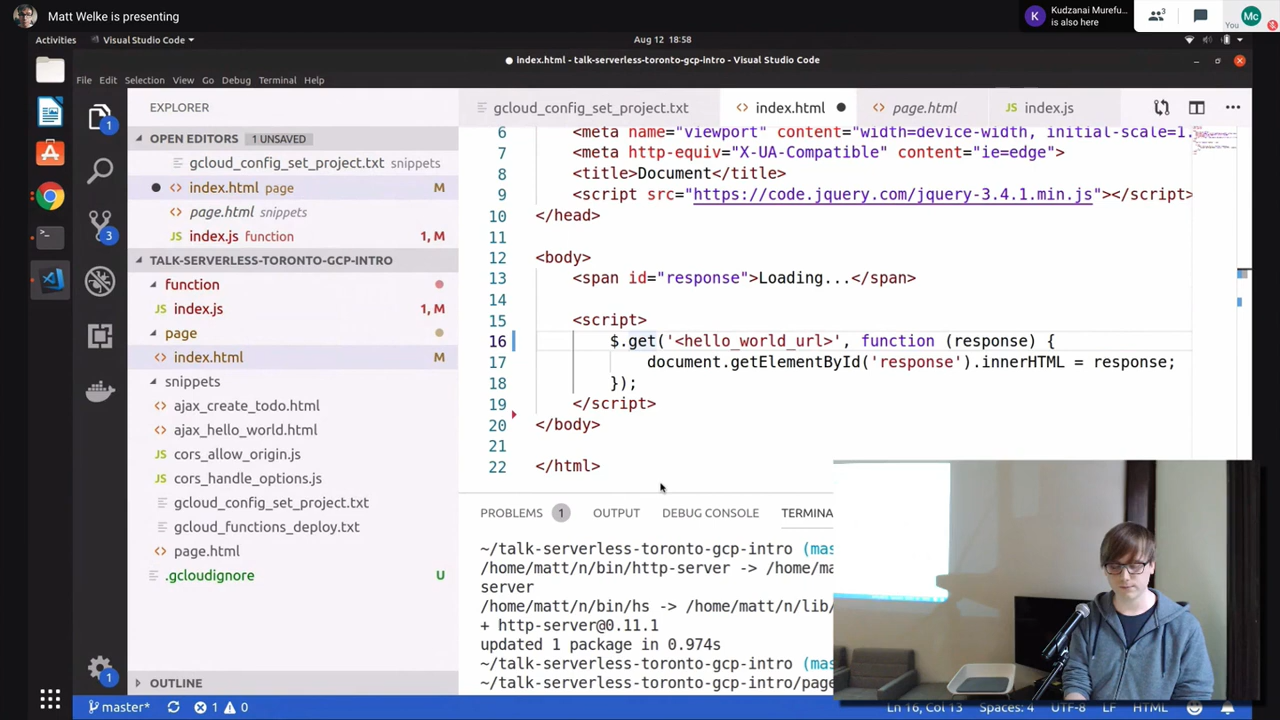 Matt Welke is presenting
K
Kudzanai Murefu...
is also here
3
Mc
You
Activities
Visual Studio Code
Aug 12 18:58
● index.html - talk-serverless-toronto-gcp-intro - Visual Studio Code
File Edit Selection View Go Debug Terminal Help
EXPLORER
OPEN EDITORS 1 UNSAVED
gcloud_config_set_project.txt snippets
index.html page M
page.html snippets
JS index.js function 1, M
TALK-SERVERLESS-TORONTO-GCP-INTRO
function
JS index.js 1, M
page
index.html M
snippets
ajax_create_todo.html
ajax_hello_world.html
JS cors_allow_origin.js
JS cors_handle_options.js
gcloud_config_set_project.txt
gcloud_functions_deploy.txt
page.html
.gcloudignore U
OUTLINE
1
3
1
gcloud_config_set_project.txt
index.html
page.html
JS index.js
6 <meta name="viewport" content="width=device-width, initial-scale=1.
7 <meta http-equiv="X-UA-Compatible" content="ie=edge">
8 <title>Document</title>
9 <script src="https://code.jquery.com/jquery-3.4.1.min.js"></script>
10 </head>
11
12 <body>
13 <span id="response">Loading...</span>
14
15 <script>
16 $.get('<hello_world_url>', function (response) {
17 document.getElementById('response').innerHTML = response;
18 });
19 </script>
20 </body>
21
22 </html>
PROBLEMS 1 OUTPUT DEBUG CONSOLE TERMINA
~/talk-serverless-toronto-gcp-intro (mas
/home/matt/n/bin/http-server -> /home/ma
server
/home/matt/n/bin/hs -> /home/matt/n/lib/
+ http-server@0.11.1
updated 1 package in 0.974s
~/talk-serverless-toronto-gcp-intro (mas
~/talk-serverless-toronto-gcp-intro/page
master* 1 0
Ln 16, Col 13 Spaces: 4 UTF-8 LF HTML